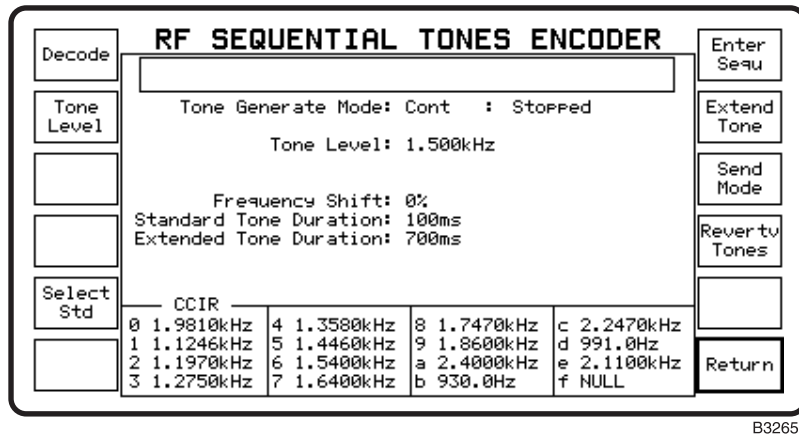 RF SEQUENTIAL TONES ENCODER
Decode
Tone
Level
Select
Std
Tone Generate Mode: Cont : Stopped
Tone Level: 1.500kHz
Frequency Shift: 0%
Standard Tone Duration: 100ms
Extended Tone Duration: 700ms
CCIR
0 1.9810kHz 4 1.3580kHz 8 1.7470kHz c 2.2470kHz
1 1.1246kHz 5 1.4460kHz 9 1.8600kHz d 991.0Hz
2 1.1970kHz 6 1.5400kHz a 2.4000kHz e 2.1100kHz
3 1.2750kHz 7 1.6400kHz b 930.0Hz f NULL
Enter
Sequ
Extend
Tone
Send
Mode
Revertv
Tones
Return
B3265